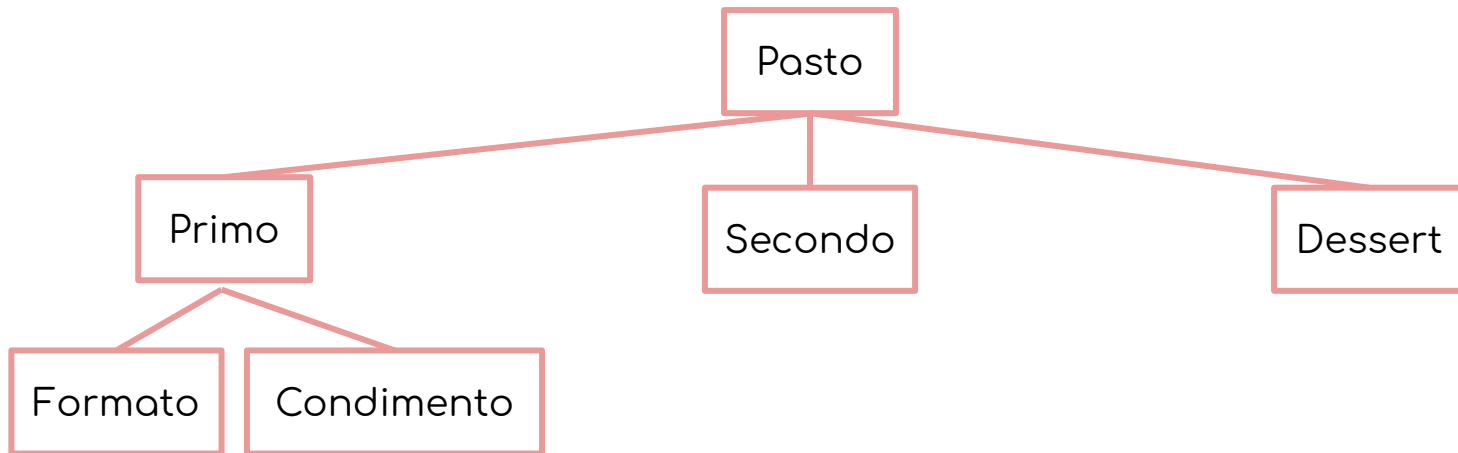 Pasto
Primo
Secondo
Dessert
Formato
Condimento